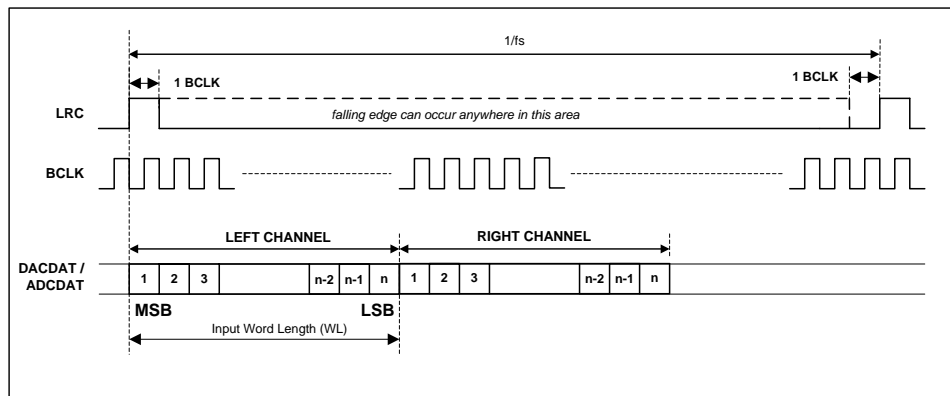 1/fs
1 BCLK
1 BCLK
LRC
falling edge can occur anywhere in this area
BCLK
LEFT CHANNEL
RIGHT CHANNEL
DACDAT /
ADCDAT
1 2 3 n-2 n-1 n 1 2 3 n-2 n-1 n
MSB LSB
Input Word Length (WL)